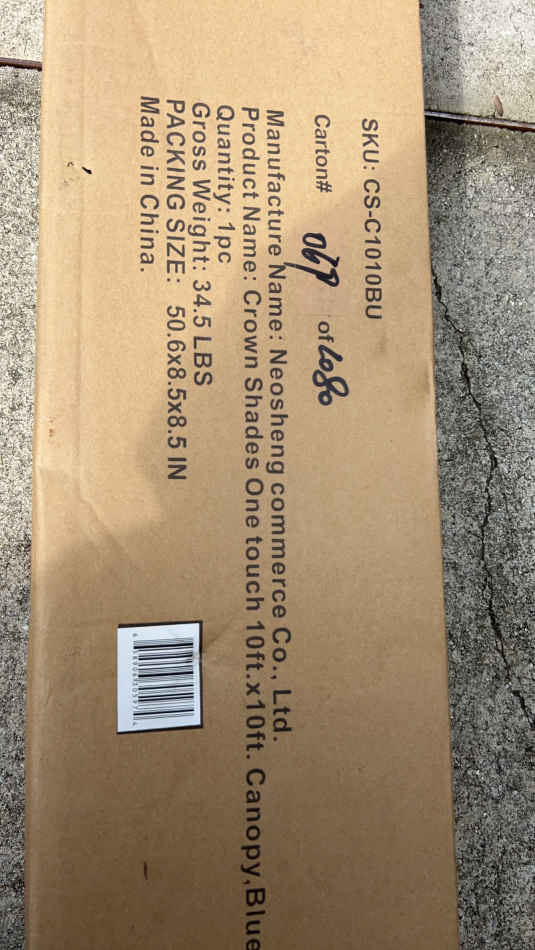 SKU: CS-C1010BU
Carton# of 1080
Manufacture Name: Neosheng commerce Co., Ltd.
Product Name: Crown Shades One touch 10ft.x10ft. Canopy,Blue
Quantity: 1pc
Gross Weight: 34.5 LBS
PACKING SIZE: 50.6x8.5x8.5 IN
Made in China.